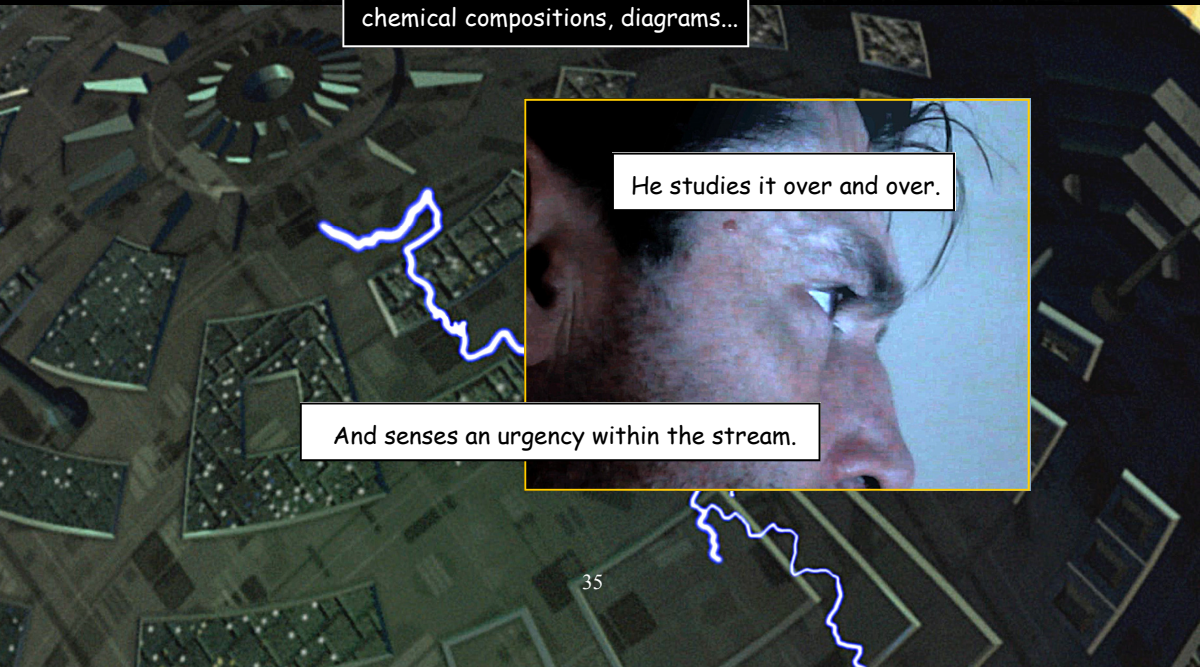 chemical compositions, diagrams...
He studies it over and over.
And senses an urgency within the stream.
35